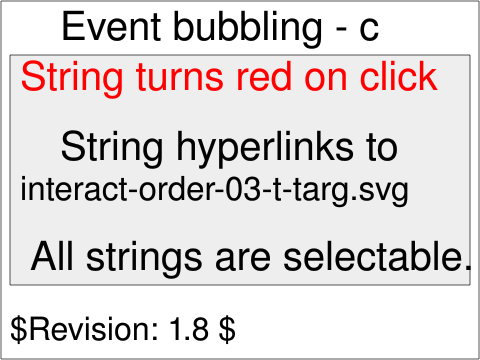 Event bubbling - c
String turns red on click
String hyperlinks to
interact-order-03-t-targ.svg
All strings are selectable.
$Revision: 1.8 $